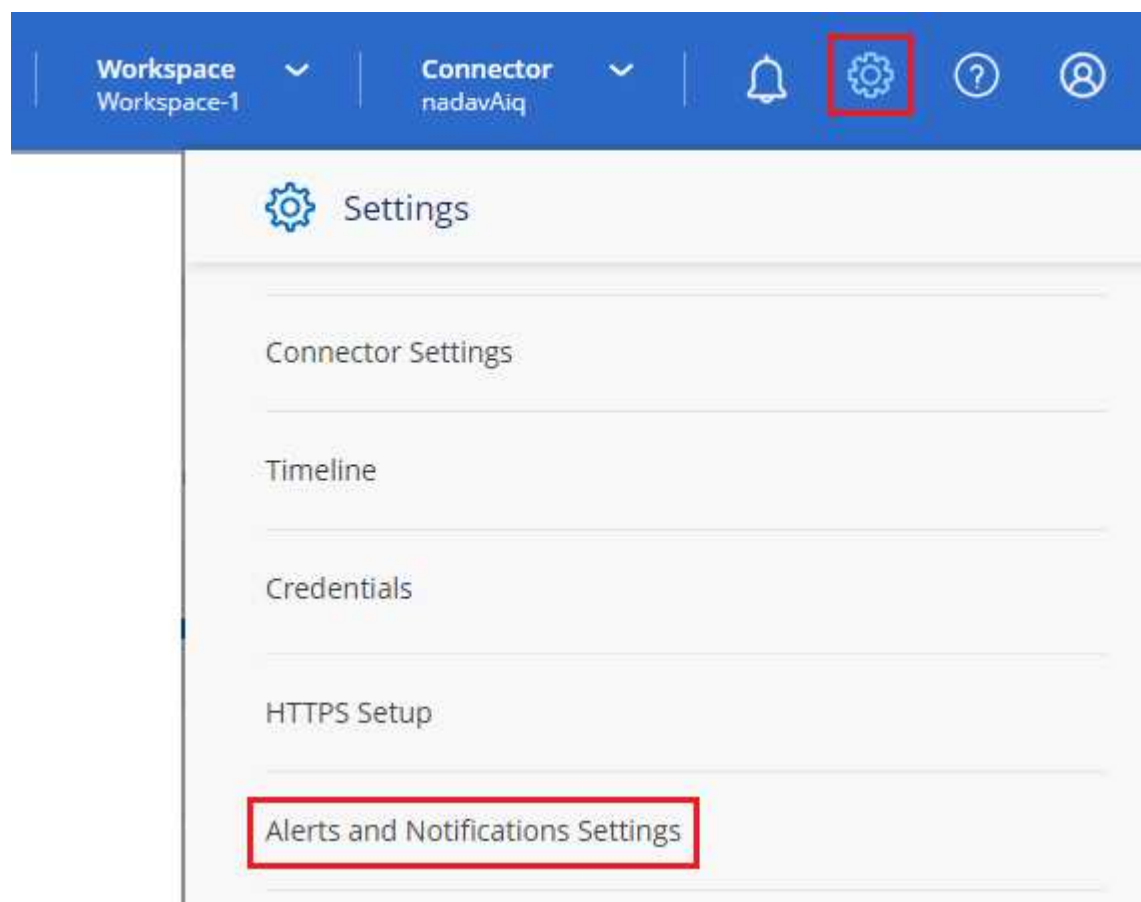 Workspace
Workspace-1
Connector
nadavAiq
Settings
Connector Settings
Timeline
Credentials
HTTPS Setup
Alerts and Notifications Settings